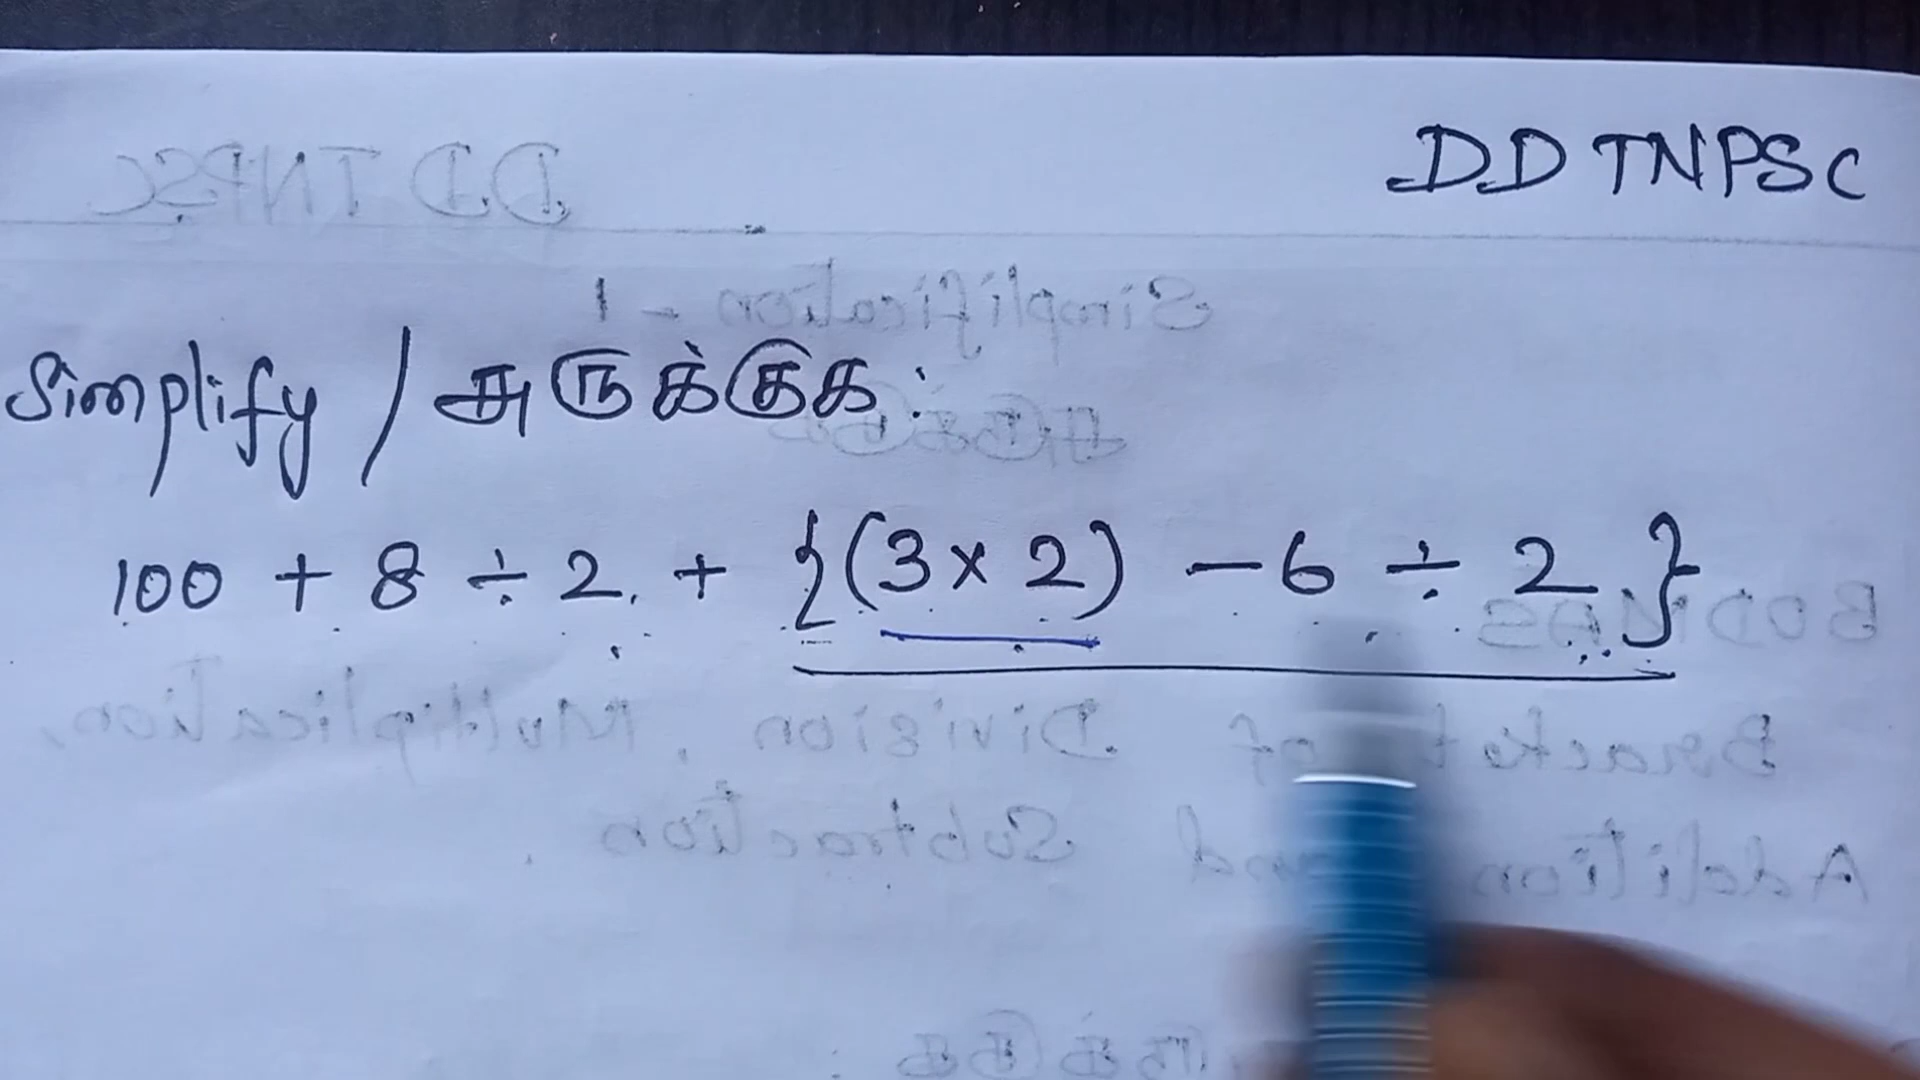 DD TNPSC
Simplify / சுருக்குக :
100 + 8 ÷ 2 + {(3 × 2) - 6 ÷ 2}